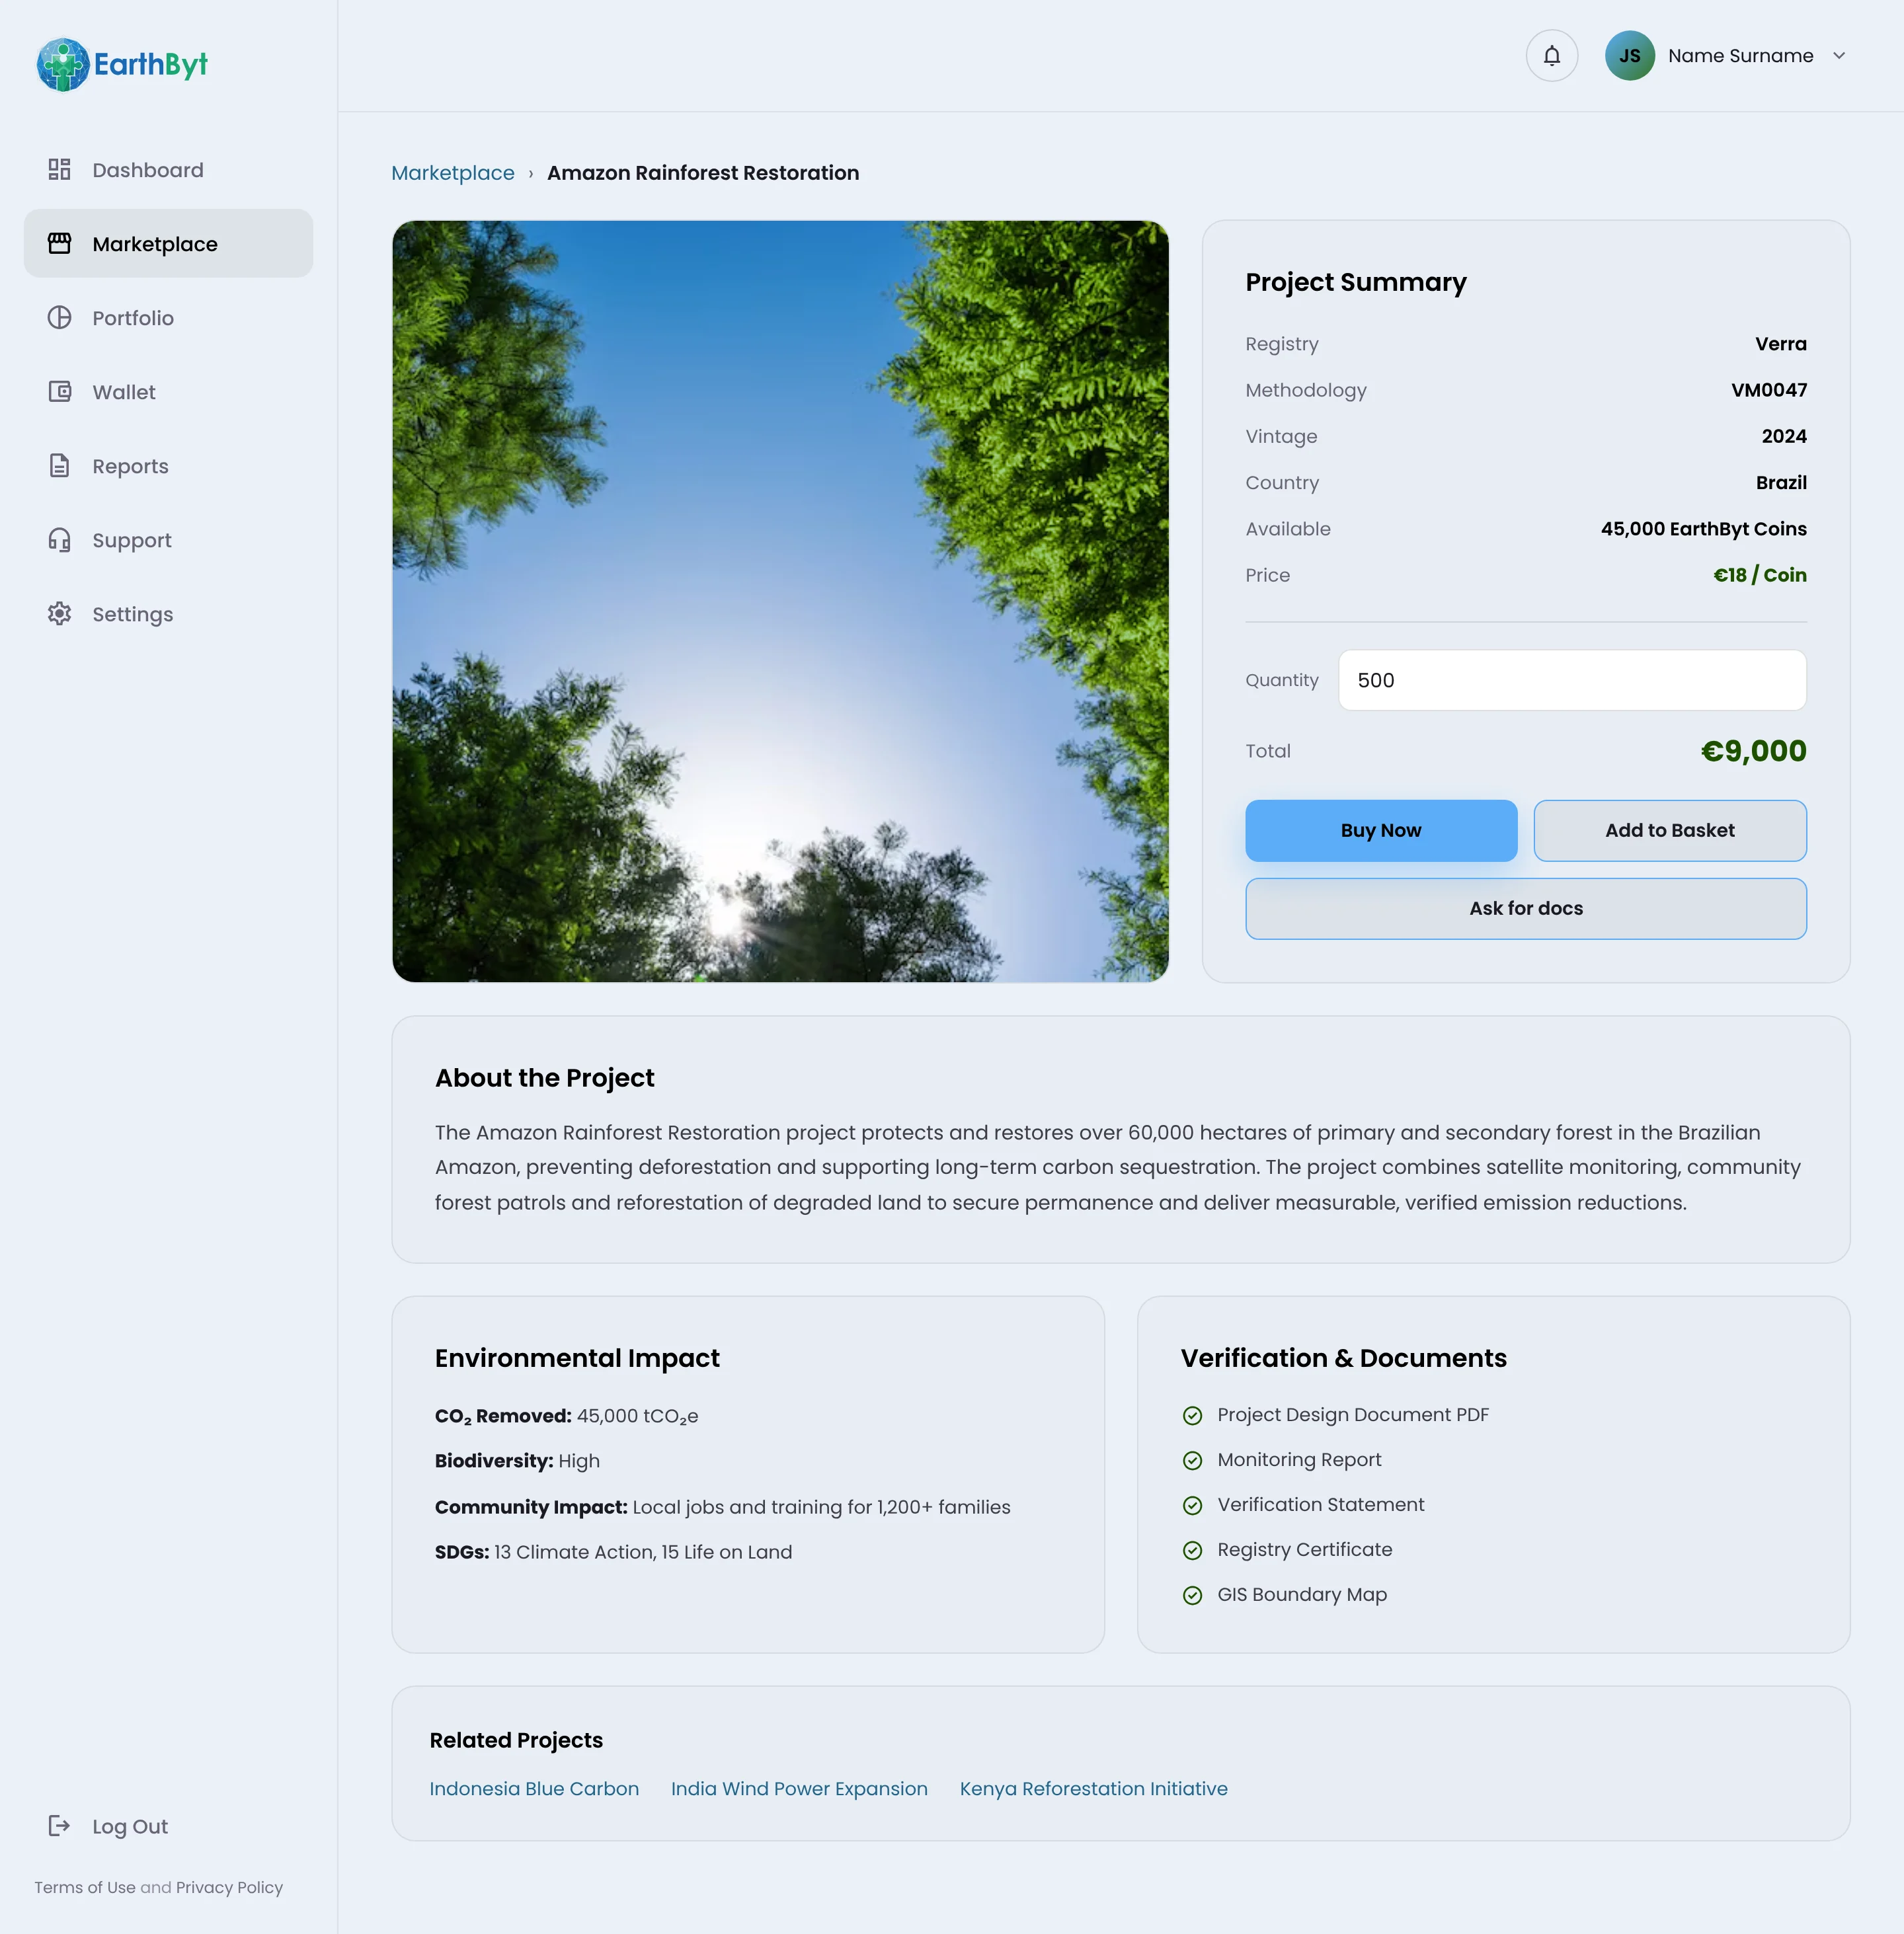 EarthByt
JS
Name Surname
Dashboard
Marketplace
Portfolio
Wallet
Reports
Support
Settings
Log Out
Terms of Use and Privacy Policy
Marketplace › Amazon Rainforest Restoration
Project Summary
Registry Verra
Methodology VM0047
Vintage 2024
Country Brazil
Available 45,000 EarthByt Coins
Price €18 / Coin
Quantity 500
Total €9,000
Buy Now Add to Basket
Ask for docs
About the Project
The Amazon Rainforest Restoration project protects and restores over 60,000 hectares of primary and secondary forest in the Brazilian
Amazon, preventing deforestation and supporting long-term carbon sequestration. The project combines satellite monitoring, community
forest patrols and reforestation of degraded land to secure permanence and deliver measurable, verified emission reductions.
Environmental Impact
CO₂ Removed: 45,000 tCO₂e
Biodiversity: High
Community Impact: Local jobs and training for 1,200+ families
SDGs: 13 Climate Action, 15 Life on Land
Verification & Documents
Project Design Document PDF
Monitoring Report
Verification Statement
Registry Certificate
GIS Boundary Map
Related Projects
Indonesia Blue Carbon India Wind Power Expansion Kenya Reforestation Initiative